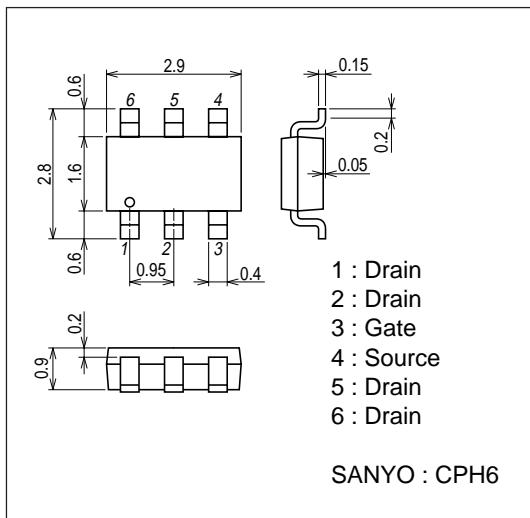 2.9
0.15
0.6
6
5
4
0.2
2.8
1.6
0.05
0.6
1
2
3
0.95
0.4
0.2
0.9
1 : Drain
2 : Drain
3 : Gate
4 : Source
5 : Drain
6 : Drain
SANYO : CPH6